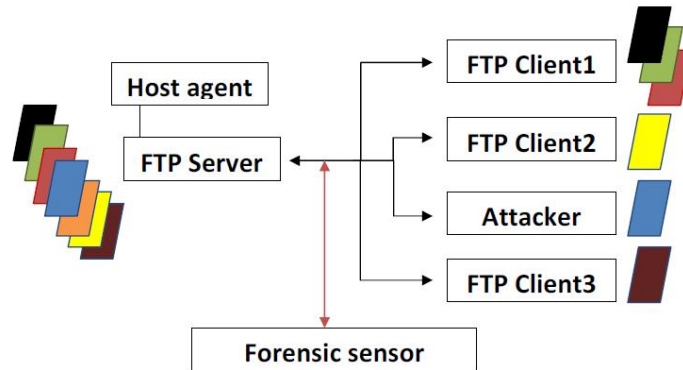 Host agent
FTP Server
FTP Client1
FTP Client2
Attacker
FTP Client3
Forensic sensor